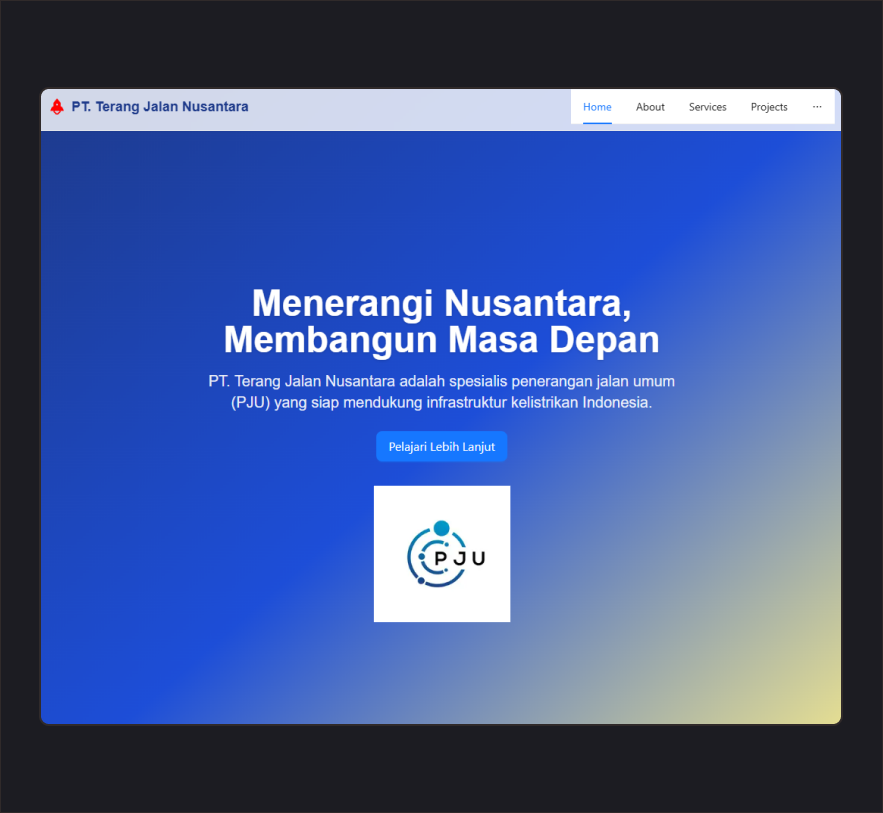 PT. Terang Jalan Nusantara
Home About Services Projects ···
Menerangi Nusantara,
Membangun Masa Depan
PT. Terang Jalan Nusantara adalah spesialis penerangan jalan umum
(PJU) yang siap mendukung infrastruktur kelistrikan Indonesia.
Pelajari Lebih Lanjut
PJU